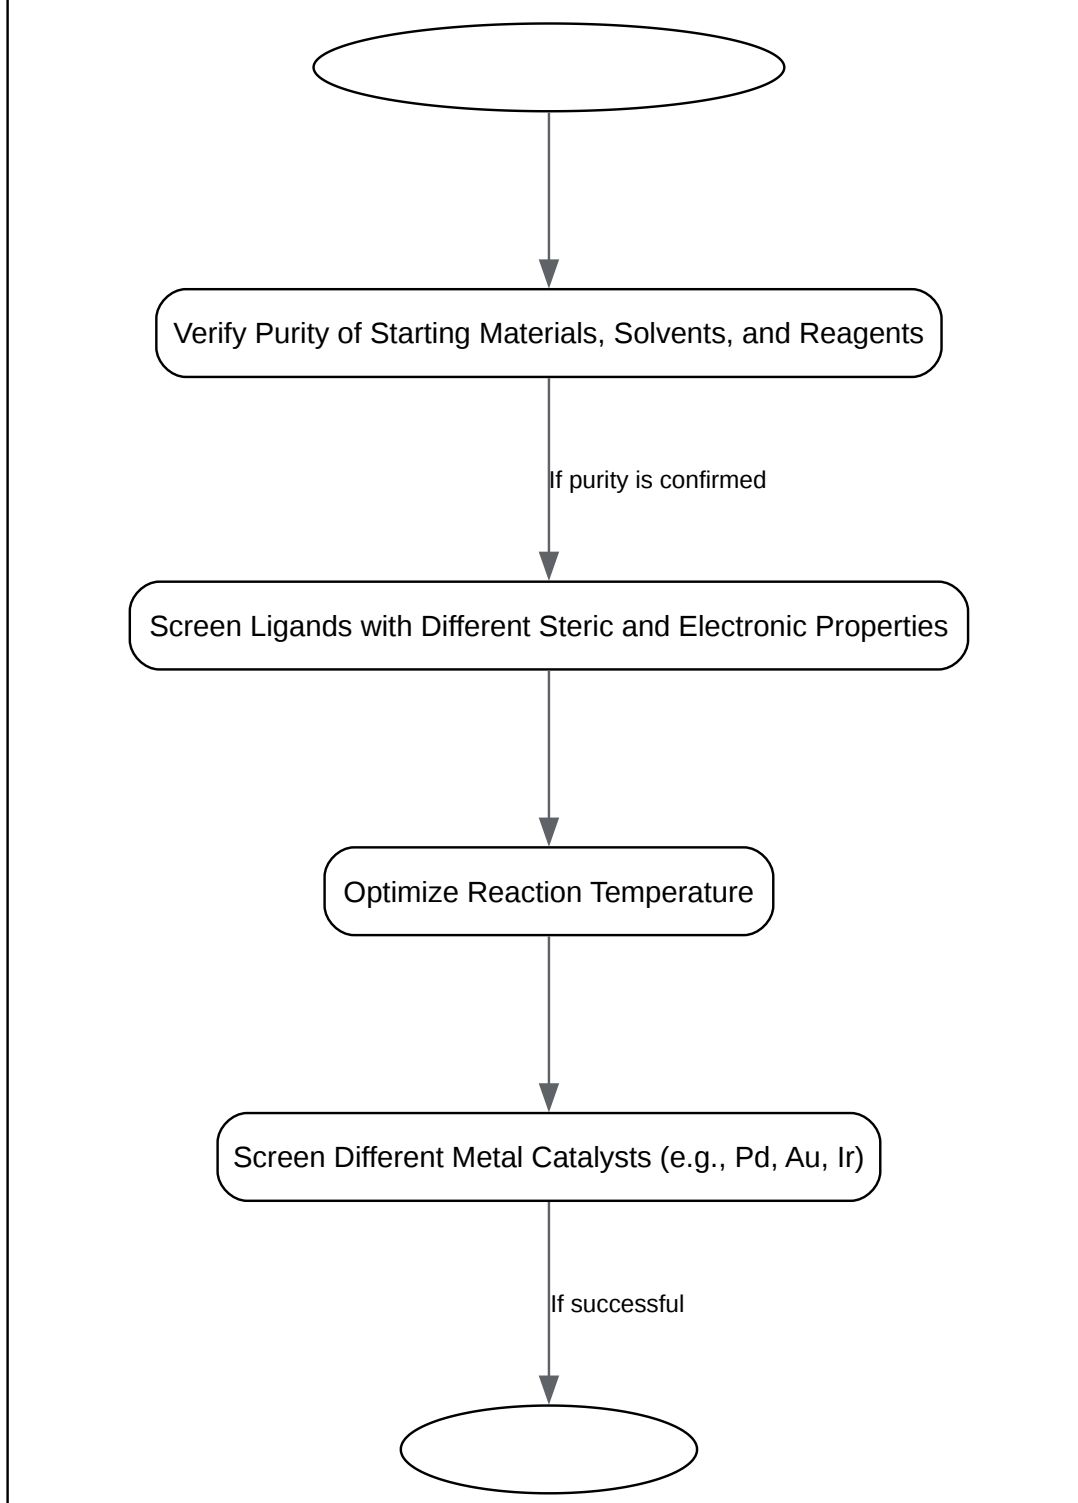 Verify Purity of Starting Materials, Solvents, and Reagents
If purity is confirmed
Screen Ligands with Different Steric and Electronic Properties
Optimize Reaction Temperature
Screen Different Metal Catalysts (e.g., Pd, Au, Ir)
If successful